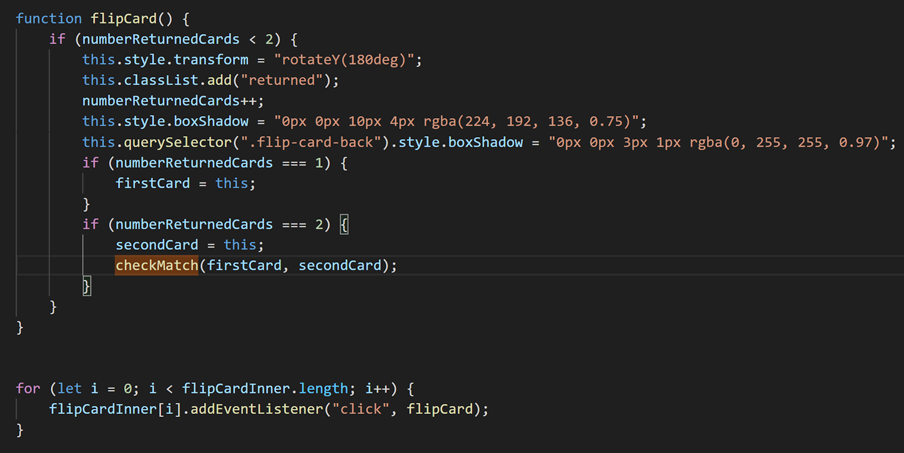 function flipCard() {
    if (numberReturnedCards < 2) {
        this.style.transform = "rotateY(180deg)";
        this.classList.add("returned");
        numberReturnedCards++;
        this.style.boxShadow = "0px 0px 10px 4px rgba(224, 192, 136, 0.75)";
        this.querySelector(".flip-card-back").style.boxShadow = "0px 0px 3px 1px rgba(0, 255, 255, 0.97)";
        if (numberReturnedCards === 1) {
            firstCard = this;
        }
        if (numberReturnedCards === 2) {
            secondCard = this;
            checkMatch(firstCard, secondCard);
        }
    }
}
for (let i = 0; i < flipCardInner.length; i++) {
    flipCardInner[i].addEventListener("click", flipCard);
}